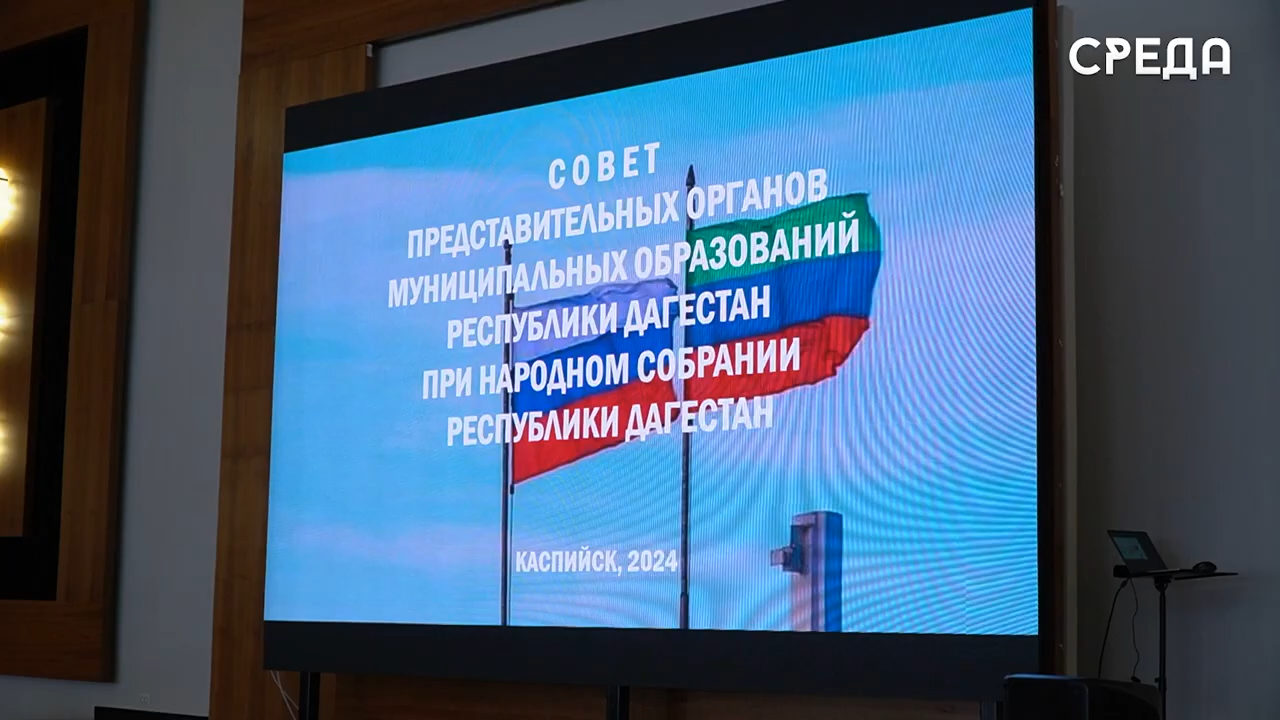 СРЕДА
СОВЕТ
ПРЕДСТАВИТЕЛЬНЫХ ОРГАНОВ
МУНИЦИПАЛЬНЫХ ОБРАЗОВАНИЙ
РЕСПУБЛИКИ ДАГЕСТАН
ПРИ НАРОДНОМ СОБРАНИИ
РЕСПУБЛИКИ ДАГЕСТАН
КАСПИЙСК, 2024